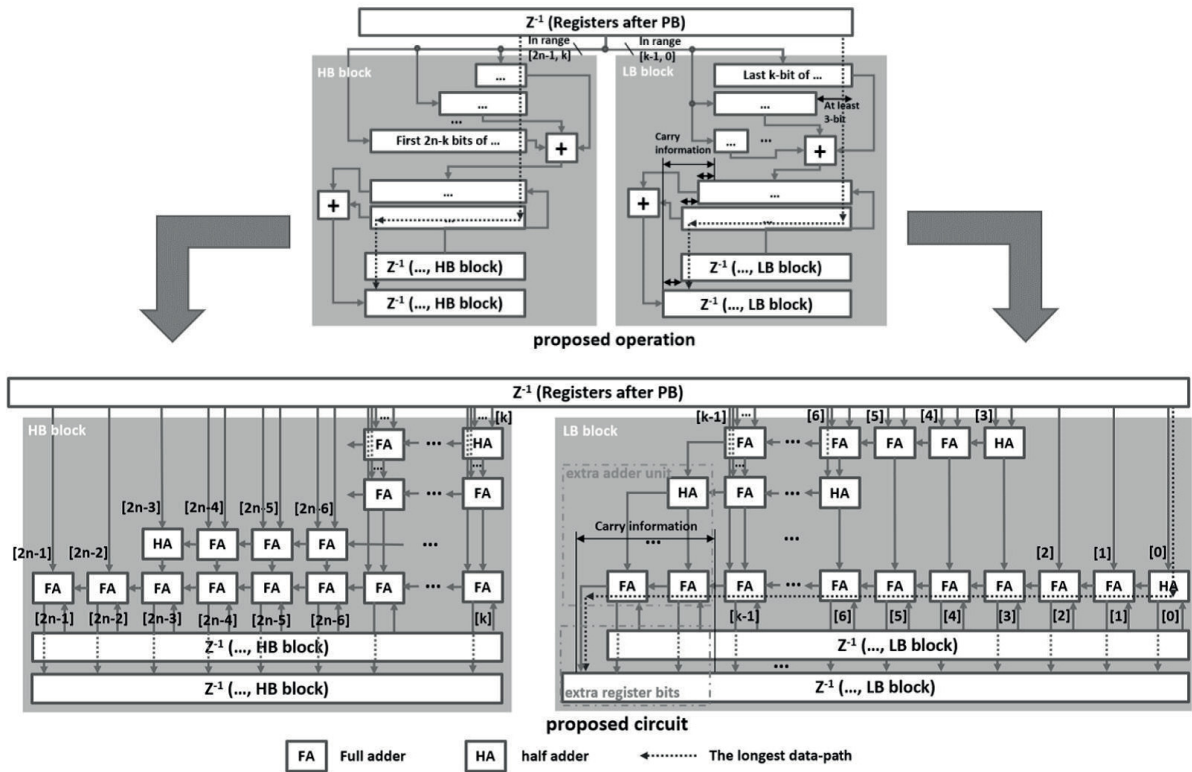 Z-1 (Registers after PB)
In range
[2n-1, k]
In range
[k-1, 0]
HB block
LB block
...
Last k-bit of ...
...
...
At least
3-bit
...
First 2n-k bits of ...
+
Carry
information
...
...
+
...
...
+
...
...
+
Z-1 (..., HB block)
Z-1 (..., LB block)
Z-1 (..., HB block)
Z-1 (..., LB block)
proposed operation
Z-1 (Registers after PB)
HB block
LB block
... ... [k] [k-1] ... [6] [5] [4] [3]
FA ... HA FA ... FA FA FA HA
... ... ...
extra adder unit
FA ... FA HA FA ... HA
[2n-3] [2n-4] [2n-5] [2n-6]
Carry information
HA FA FA FA ... ... ...
[2n-1] [2n-2] [2] [1] [0]
FA FA FA FA FA FA FA ... FA FA FA FA ... FA FA FA FA FA FA HA
[2n-1] [2n-2] [2n-3] [2n-4] [2n-5] [2n-6] [k] [k-1] [6] [5] [4] [3] [2] [1] [0]
Z-1 (..., HB block)
Z-1 (..., LB block)
...
Z-1 (..., HB block)
Z-1 (..., LB block)
extra register bits
proposed circuit
FA Full adder HA half adder The longest data-path